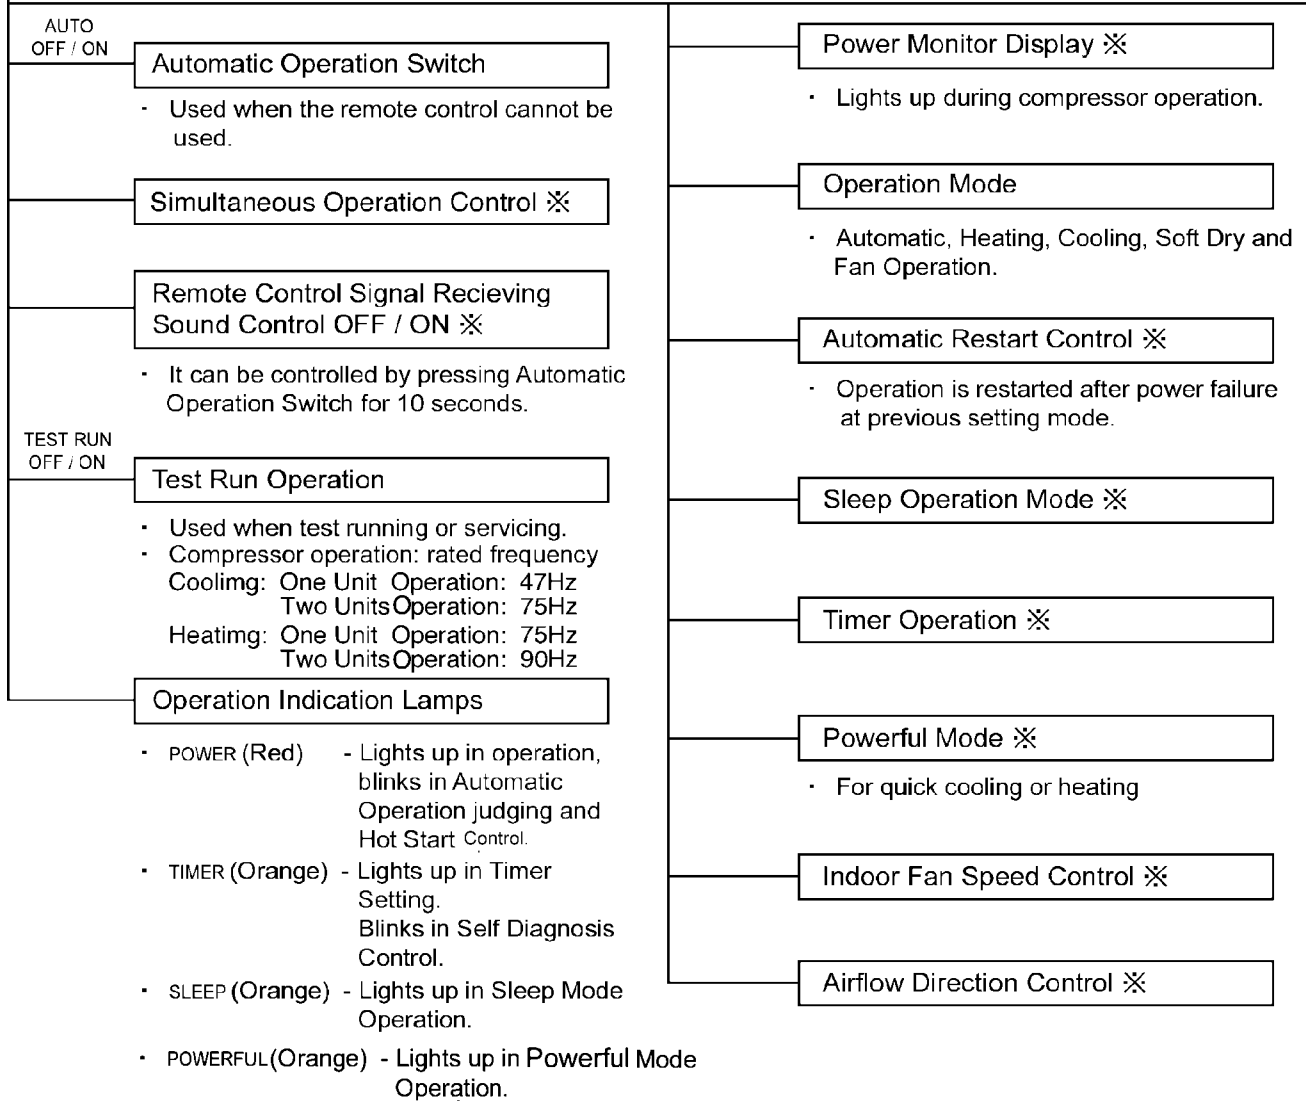 AUTO
OFF / ON
Automatic Operation Switch
· Used when the remote control cannot be
used.
Simultaneous Operation Control ※
Remote Control Signal Recieving
Sound Control OFF / ON ※
· It can be controlled by pressing Automatic
Operation Switch for 10 seconds.
TEST RUN
OFF / ON
Test Run Operation
· Used when test running or servicing.
· Compressor operation: rated frequency
Coolimg: One Unit Operation: 47Hz
Two Units Operation: 75Hz
Heatimg: One Unit Operation: 75Hz
Two Units Operation: 90Hz
Operation Indication Lamps
· POWER (Red) - Lights up in operation,
blinks in Automatic
Operation judging and
Hot Start Control.
· TIMER (Orange) - Lights up in Timer
Setting.
Blinks in Self Diagnosis
Control.
· SLEEP (Orange) - Lights up in Sleep Mode
Operation.
· POWERFUL (Orange) - Lights up in Powerful Mode
Operation.
Power Monitor Display ※
· Lights up during compressor operation.
Operation Mode
· Automatic, Heating, Cooling, Soft Dry and
Fan Operation.
Automatic Restart Control ※
· Operation is restarted after power failure
at previous setting mode.
Sleep Operation Mode ※
Timer Operation ※
Powerful Mode ※
· For quick cooling or heating
Indoor Fan Speed Control ※
Airflow Direction Control ※